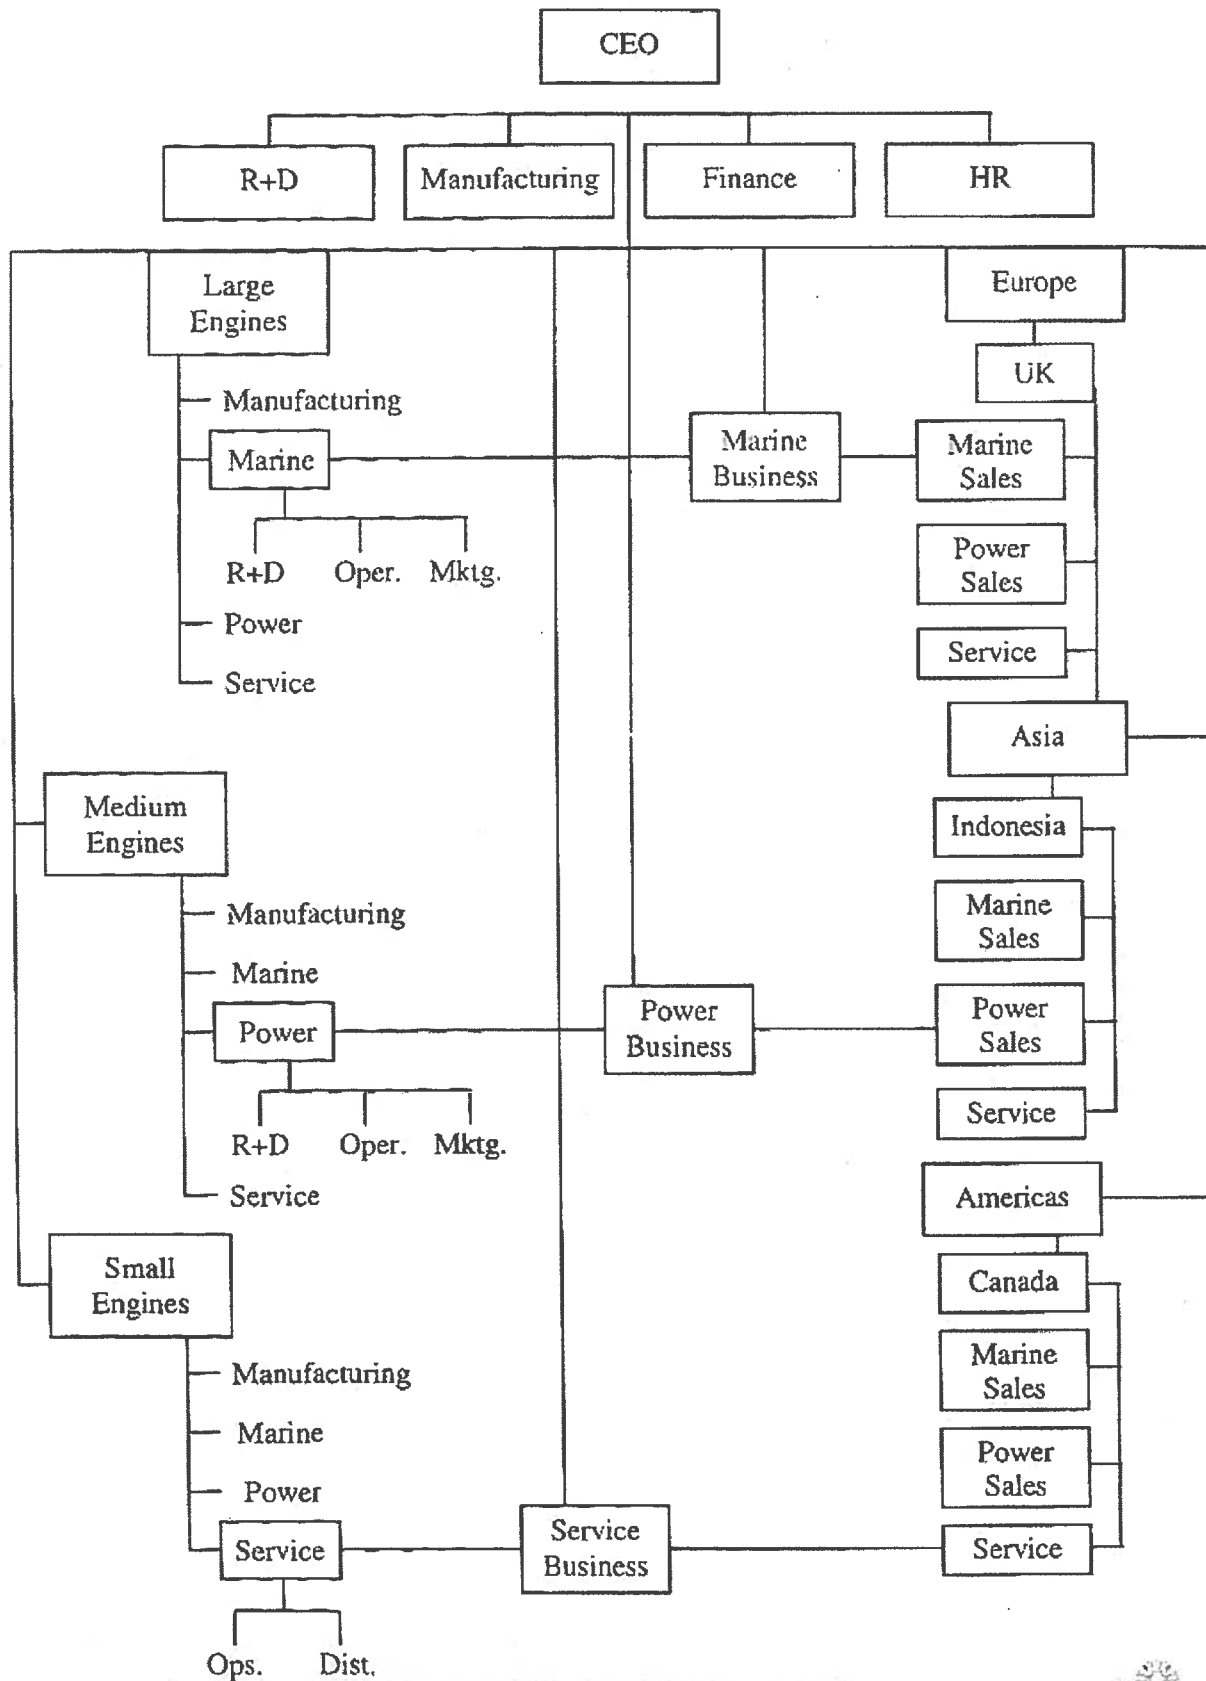 CEO
R+D
Manufacturing
Finance
HR
Large
Engines
Manufacturing
Marine
R+D Oper. Mktg.
Power
Service
Medium
Engines
Manufacturing
Marine
Power
R+D Oper. Mktg.
Service
Small
Engines
Manufacturing
Marine
Power
Service
Ops. Dist.
Marine
Business
Power
Business
Service
Business
Europe
UK
Marine
Sales
Power
Sales
Service
Asia
Indonesia
Marine
Sales
Power
Sales
Service
Americas
Canada
Marine
Sales
Power
Sales
Service